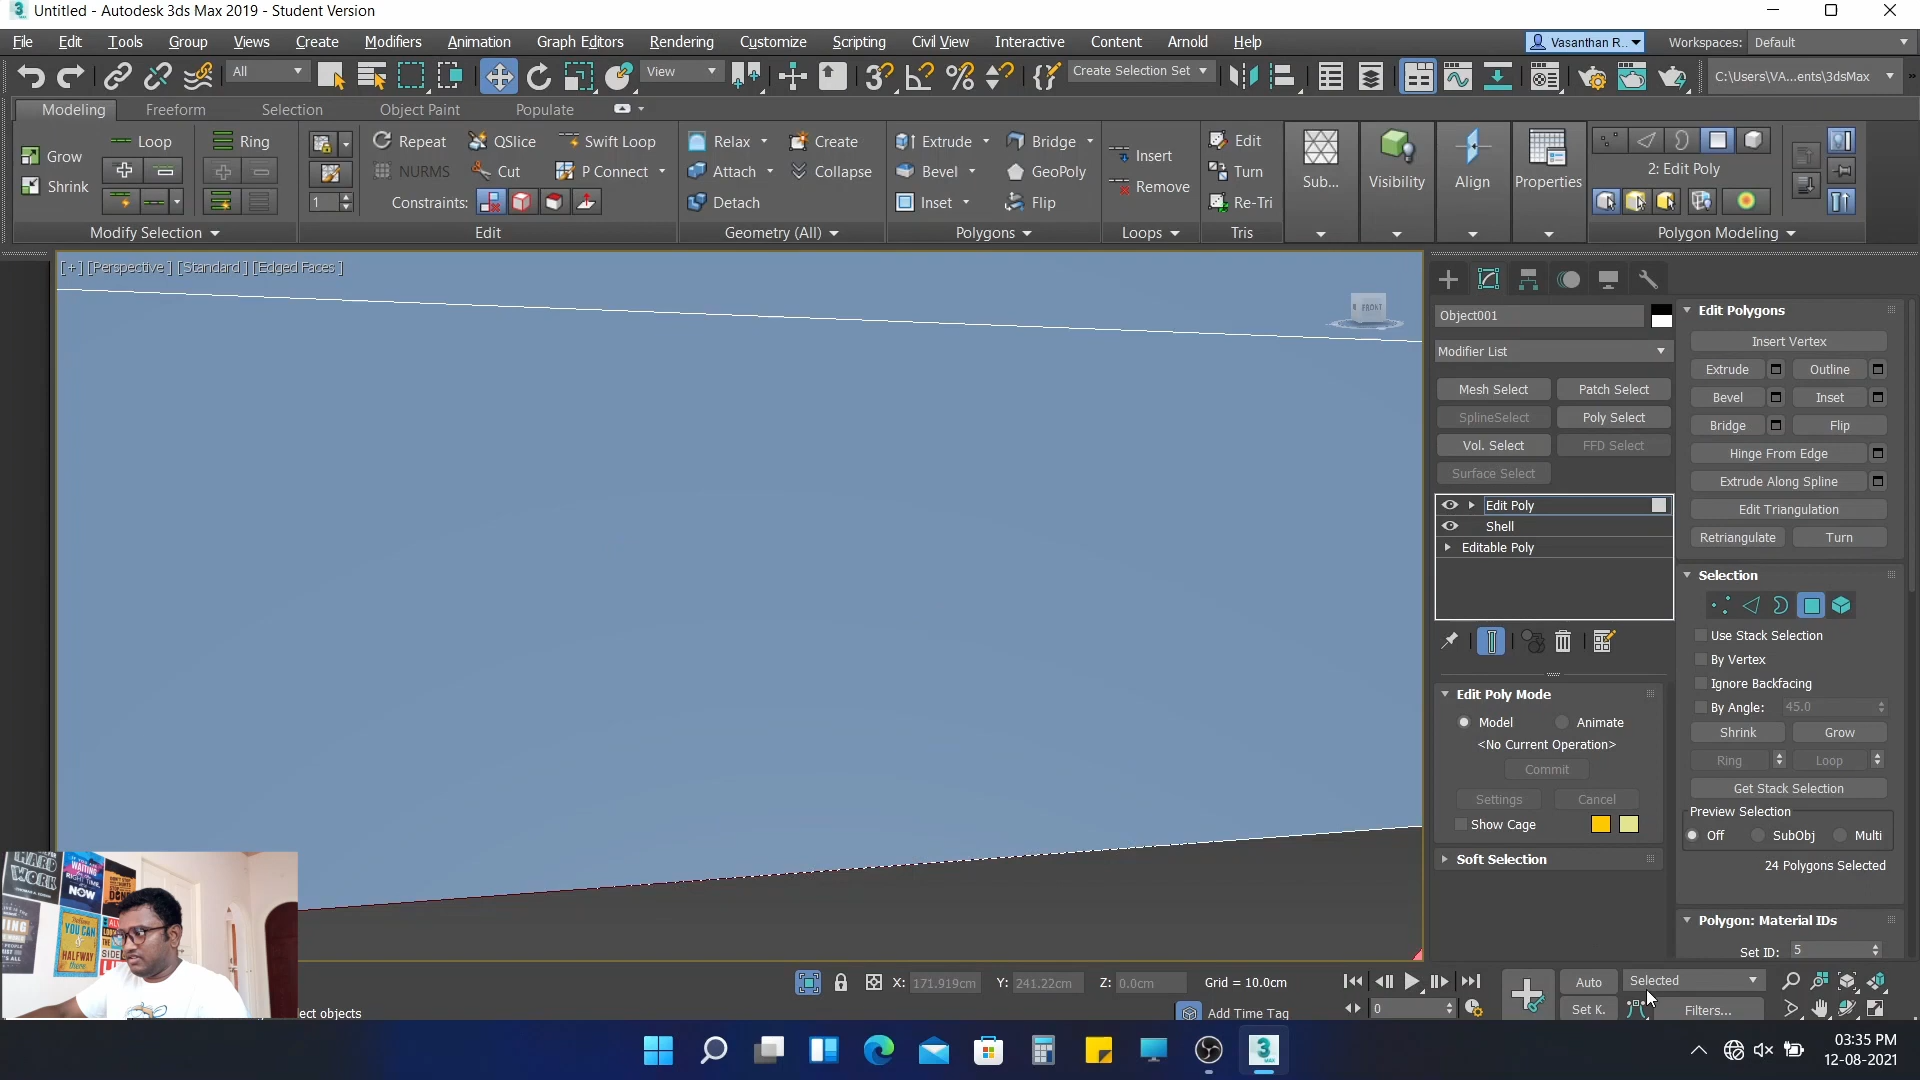 Untitled - Autodesk 3ds Max 2019 - Student Version
File Edit Tools Group Views Create Modifiers Animation Graph Editors Rendering Customize Scripting Civil View Interactive Content Arnold Help
Vasanthan R.. Workspaces: Default
All View Create Selection Set C:\Users\VA...ents\3dsMax
Modeling Freeform Selection Object Paint Populate
Grow Loop Ring Repeat QSlice Swift Loop Relax Create Extrude Bridge Insert Edit
Shrink NURMS Cut P Connect Attach Collapse Bevel GeoPoly Remove Turn
1 Constraints: Detach Inset Flip Re-Tri
Sub... Visibility Align Properties
2: Edit Poly
Modify Selection Edit Geometry (All) Polygons Loops Tris Polygon Modeling
[+] [Perspective ] [Standard ] [Edged Faces ]
FRONT
Object001
Modifier List
Mesh Select Patch Select
SplineSelect Poly Select
Vol. Select FFD Select
Surface Select
Edit Poly
Shell
Editable Poly
Edit Poly Mode
Model Animate
<No Current Operation>
Commit
Settings Cancel
Show Cage
Soft Selection
Edit Polygons
Insert Vertex
Extrude Outline
Bevel Inset
Bridge Flip
Hinge From Edge
Extrude Along Spline
Edit Triangulation
Retriangulate Turn
Selection
Use Stack Selection
By Vertex
Ignore Backfacing
By Angle: 45.0
Shrink Grow
Ring Loop
Get Stack Selection
Preview Selection
Off SubObj Multi
24 Polygons Selected
Polygon: Material IDs
Set ID: 5
HARD
WORK
WAITING
RIGHT TIME
NOW
YOU CAN
HALFWAY
X: 171.919cm Y: 241.22cm Z: 0.0cm Grid = 10.0cm
Auto Selected
ect objects
Add Time Tag
0
Set K. Filters...
03:35 PM
12-08-2021